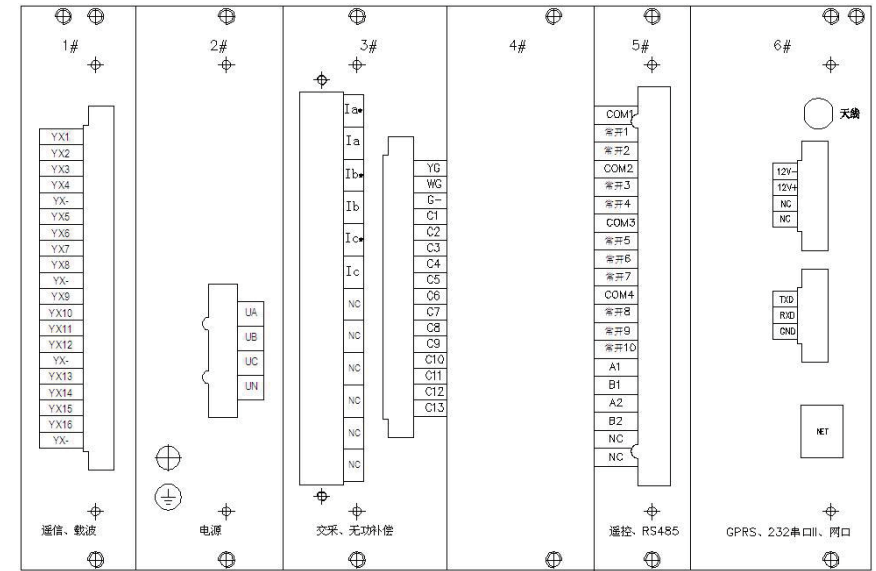 1#
YX1
YX2
YX3
YX4
YX-
YX5
YX6
YX7
YX8
YX-
YX9
YX10
YX11
YX12
YX-
YX13
YX14
YX15
YX16
YX-
遥信、载波
2#
UA
UB
UC
UN
电源
3#
Ia*
Ia
Ib*
Ib
Ic*
Ic
NC
NC
NC
NC
NC
NC
YG
WG
G-
C1
C2
C3
C4
C5
C6
C7
C8
C9
C10
C11
C12
C13
交采、无功补偿
4#
5#
COM1
常开1
常开2
COM2
常开3
常开4
COM3
常开5
常开6
常开7
COM4
常开8
常开9
常开10
A1
B1
A2
B2
NC
NC
遥控、RS485
6#
天线
12V-
12V+
NC
NC
TXD
RXD
GND
NET
GPRS、232串口II、网口